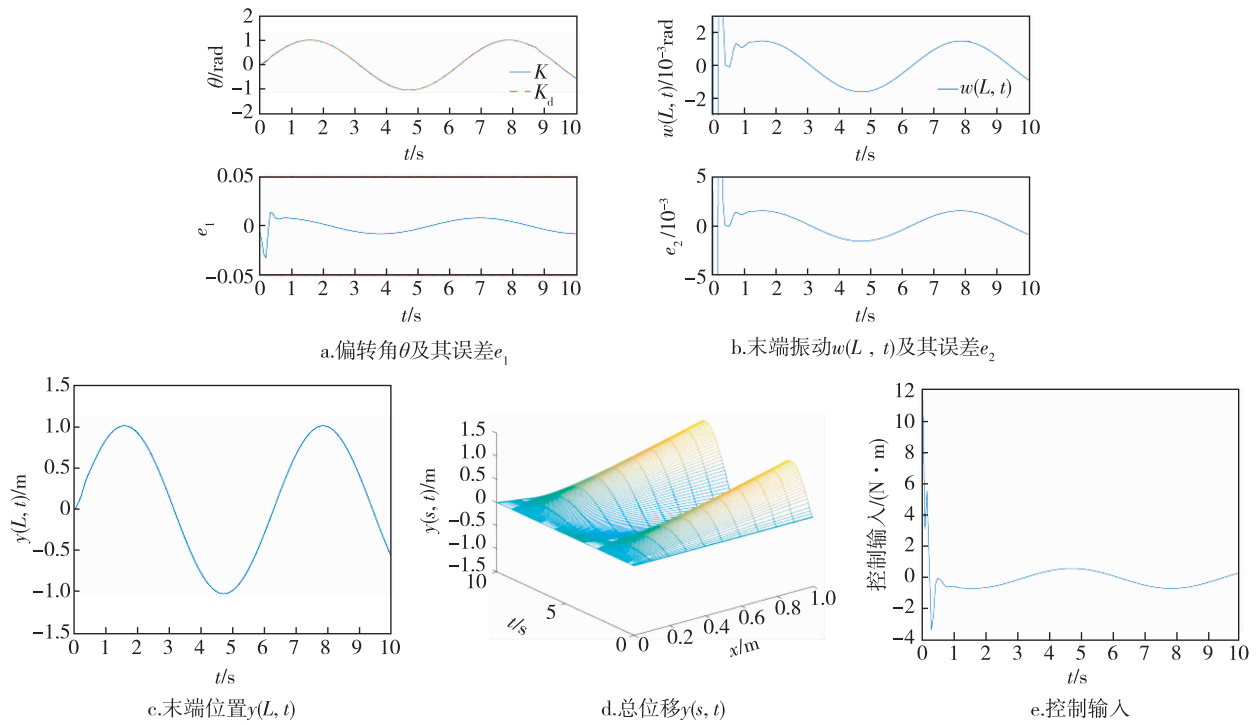 2
1
0
-1
2
θ/rad
K
K_d
0 1 2 3 4 5 6 7 8 9 10
t/s
0.05
0
-0.05
e_1
0 1 2 3 4 5 6 7 8 9 10
t/s
a.偏转角θ及其误差e_1
2
0
-2
w(L, t)/10^-3rad
w(L, t)
0 1 2 3 4 5 6 7 8 9 10
t/s
5
0
-5
e_2/10^-3
0 1 2 3 4 5 6 7 8 9 10
t/s
b.末端振动w(L , t)及其误差e_2
1.5
1.0
0.5
0
-0.5
-1.0
-1.5
y(L, t)/m
0 1 2 3 4 5 6 7 8 9 10
t/s
c.末端位置y(L, t)
1.5
1.0
0.5
0
-0.5
-1.0
-1.5
y(s, t)/m
10
5
0
t/s
0 0.2 0.4 0.6 0.8 1.0
x/m
d.总位移y(s, t)
12
10
8
6
4
2
0
-2
-4
控制输入/(N·m)
0 1 2 3 4 5 6 7 8 9 10
t/s
e.控制输入